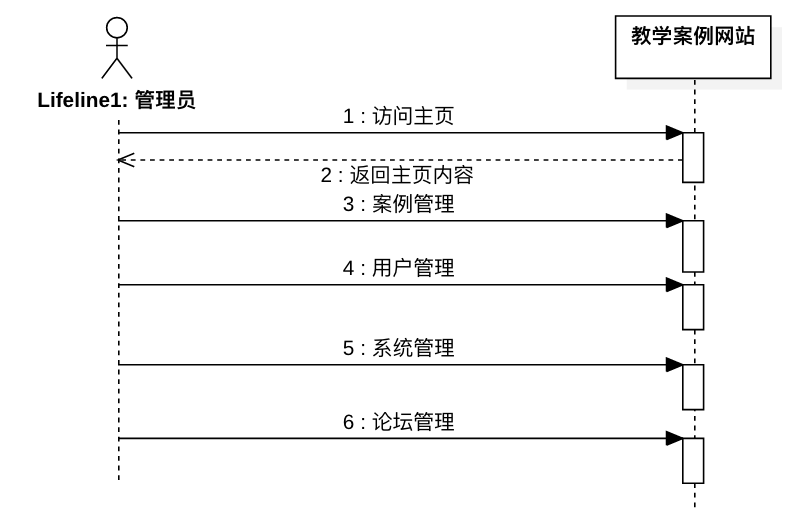 教学案例网站
Lifeline1: 管理员
1 : 访问主页
2 : 返回主页内容
3 : 案例管理
4 : 用户管理
5 : 系统管理
6 : 论坛管理